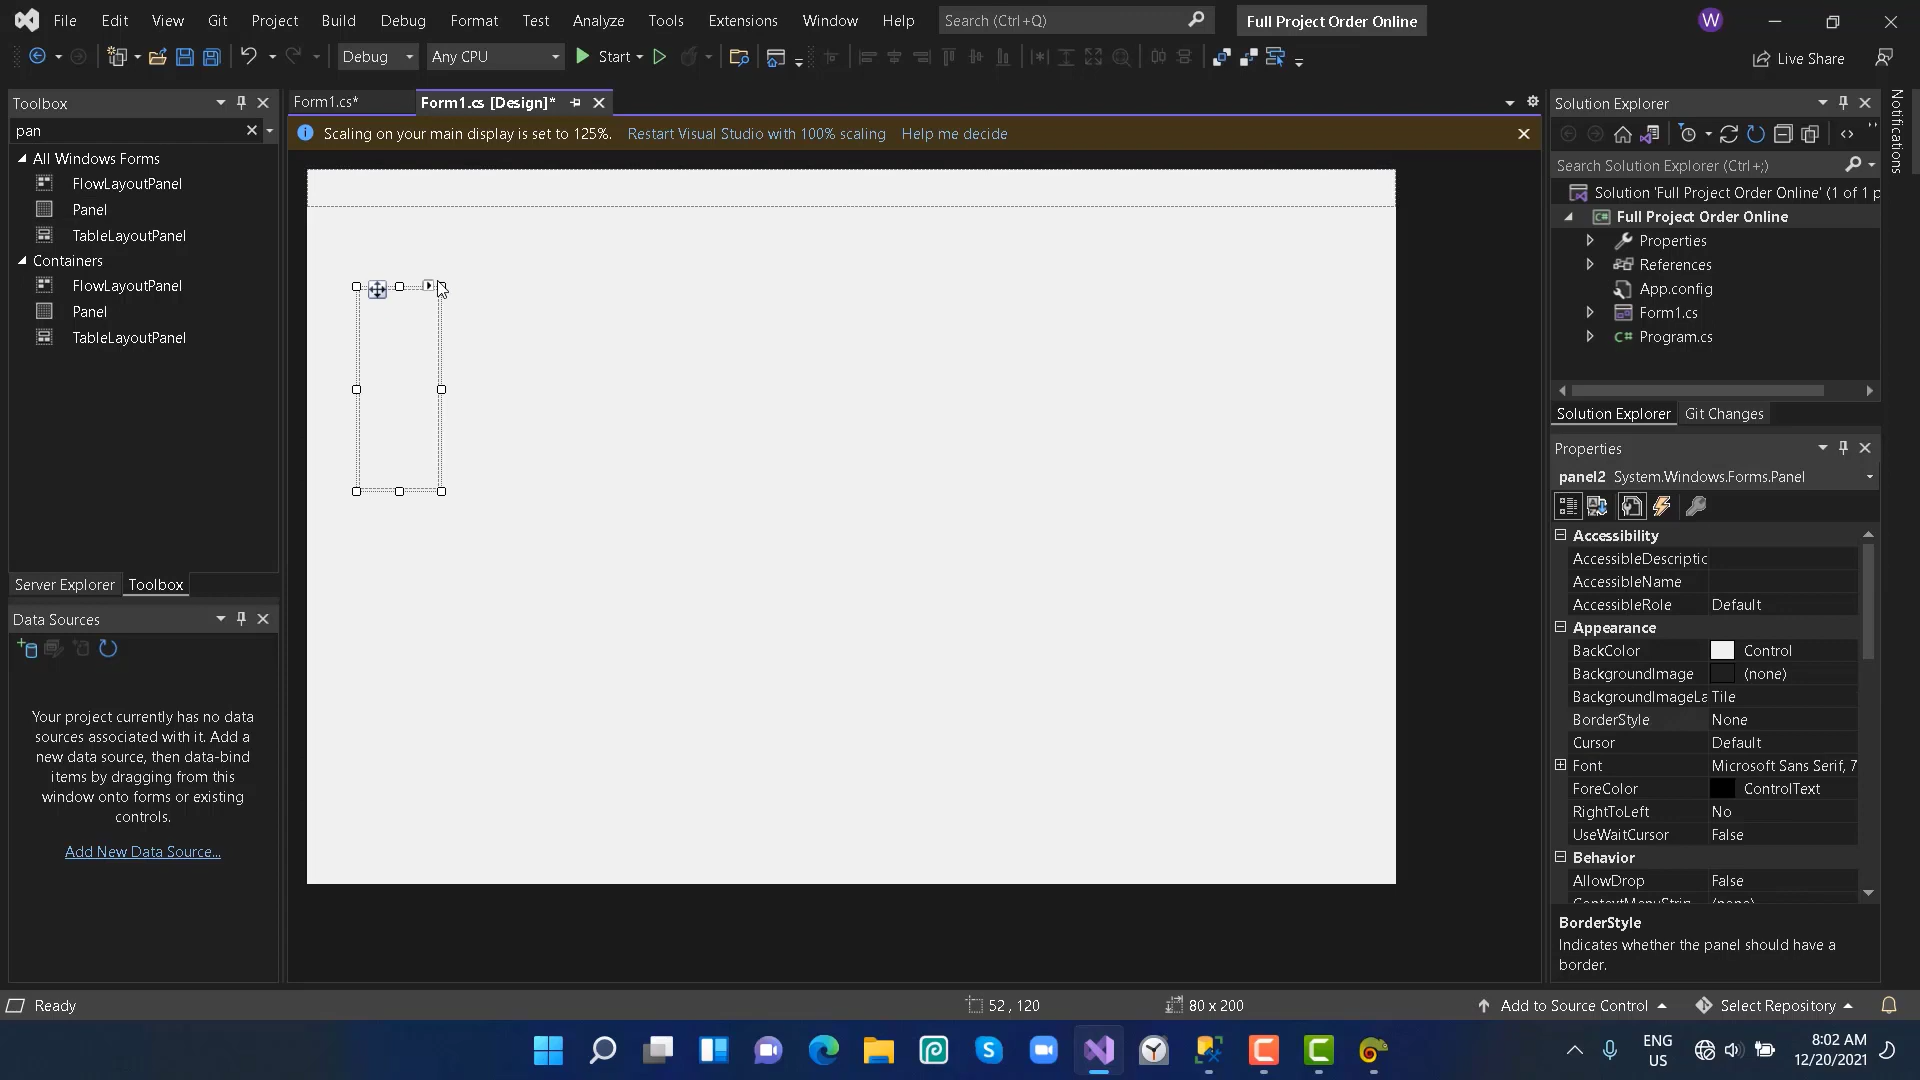 File Edit View Git Project Build Debug Format Test Analyze Tools Extensions Window Help Search (Ctrl+Q) Full Project Order Online W
Debug Any CPU Start Live Share
Toolbox
pan
All Windows Forms
FlowLayoutPanel
Panel
TableLayoutPanel
Containers
FlowLayoutPanel
Panel
TableLayoutPanel
Server Explorer Toolbox
Data Sources
Your project currently has no data
sources associated with it. Add a
new data source, then data-bind
items by dragging from this
window onto forms or existing
controls.
Add New Data Source...
Form1.cs* Form1.cs [Design]*
Scaling on your main display is set to 125%. Restart Visual Studio with 100% scaling Help me decide
Solution Explorer
Search Solution Explorer (Ctrl+;)
Solution 'Full Project Order Online' (1 of 1 p
C# Full Project Order Online
Properties
References
App.config
Form1.cs
C# Program.cs
Solution Explorer Git Changes
Notifications
Properties
panel2 System.Windows.Forms.Panel
Accessibility
AccessibleDescriptic
AccessibleName
AccessibleRole Default
Appearance
BackColor Control
BackgroundImage (none)
BackgroundImageLa Tile
BorderStyle None
Cursor Default
Font Microsoft Sans Serif, 7
ForeColor ControlText
RightToLeft No
UseWaitCursor False
Behavior
AllowDrop False
ContextMenuStrip (none)
BorderStyle
Indicates whether the panel should have a
border.
Ready 52 , 120 80 x 200 Add to Source Control Select Repository
ENG
US
8:02 AM
12/20/2021